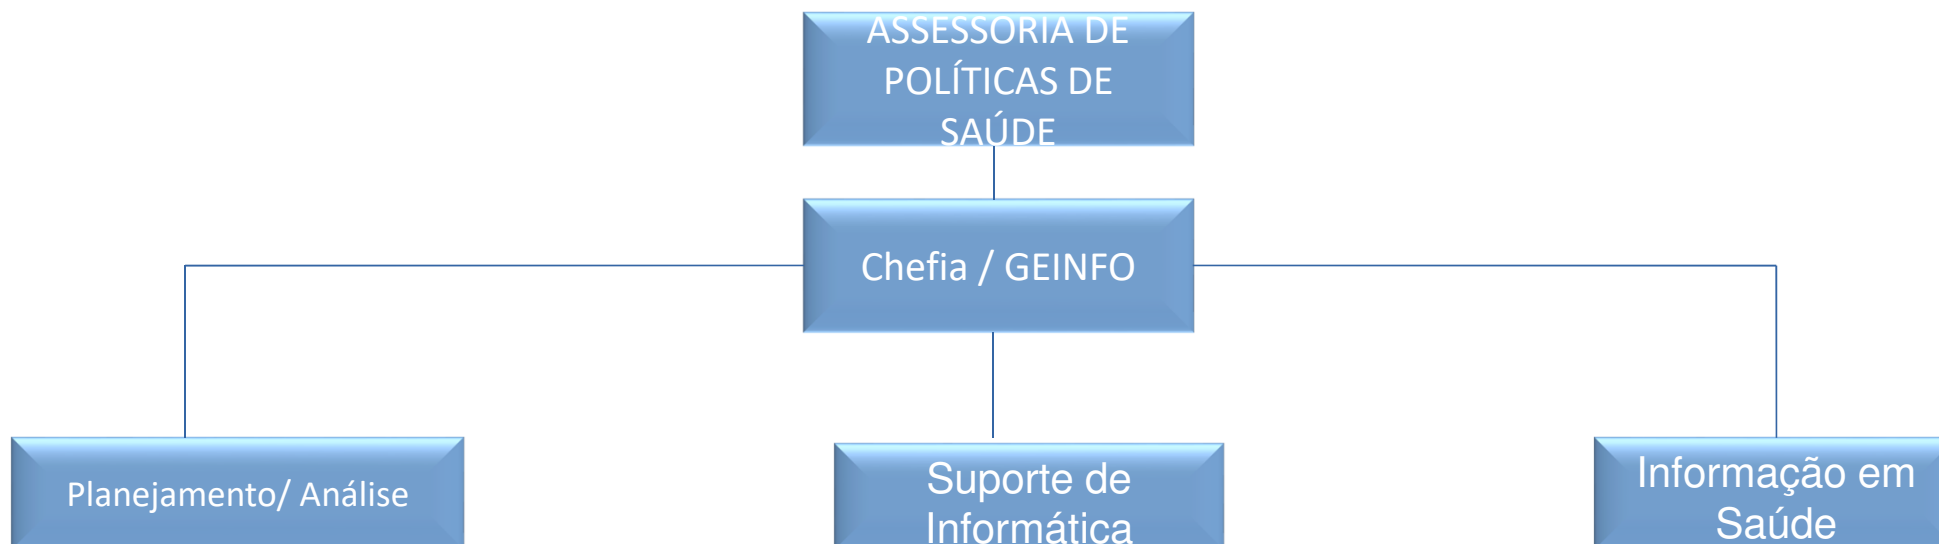 ASSESSORIA DE
POLÍTICAS DE
SAÚDE
Chefia / GEINFO
Planejamento/ Análise
Suporte de
Informática
Informação em
Saúde